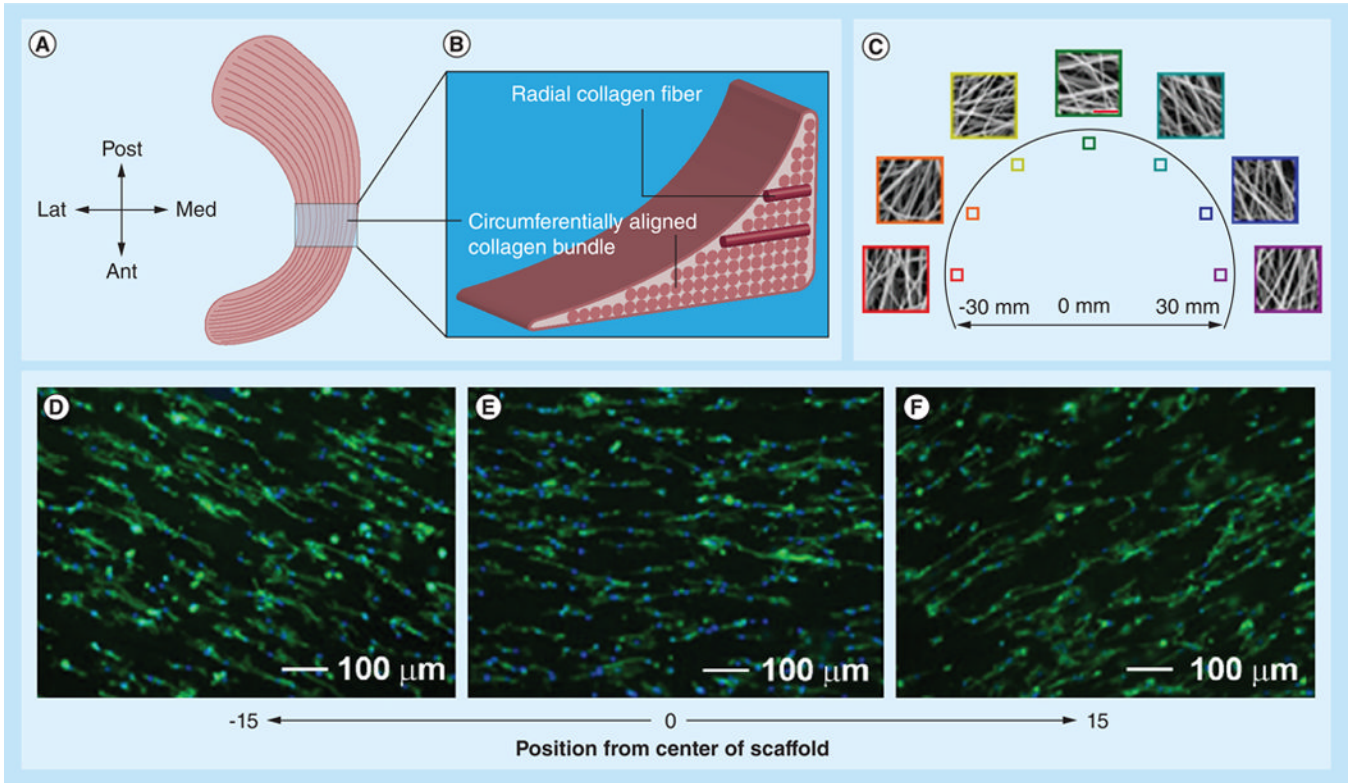 A
Post
Lat
Med
Ant
B
Radial collagen fiber
Circumferentially aligned
collagen bundle
C
-30 mm
0 mm
30 mm
D
100 μm
E
100 μm
F
100 μm
-15
0
15
Position from center of scaffold